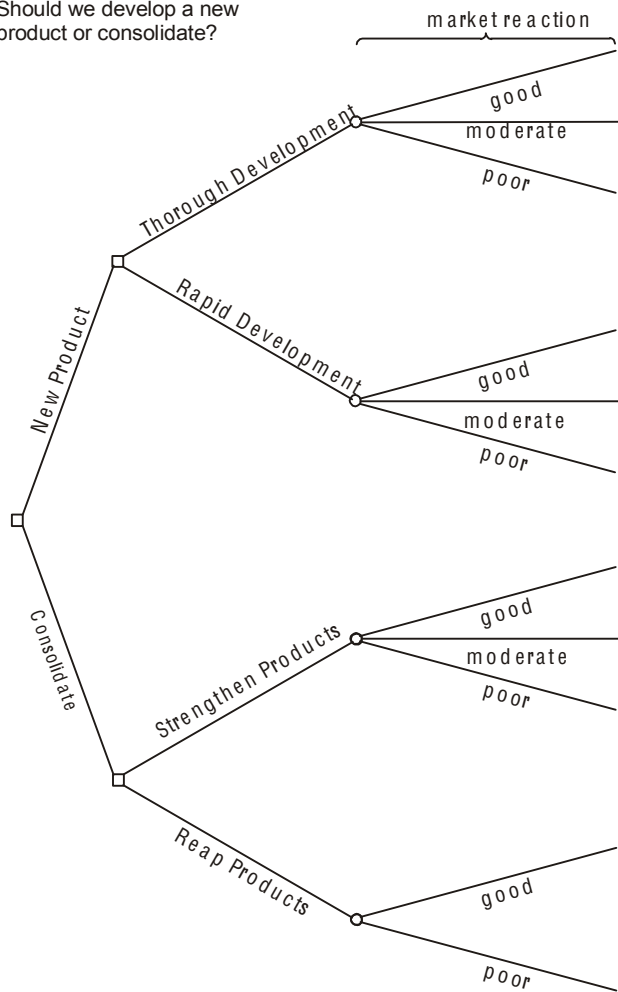 Should we develop a new
product or consolidate?
market reaction
good
moderate
poor
Thorough Development
Rapid Development
good
moderate
poor
New Product
Consolidate
Strengthen Products
good
moderate
poor
Reap Products
good
poor